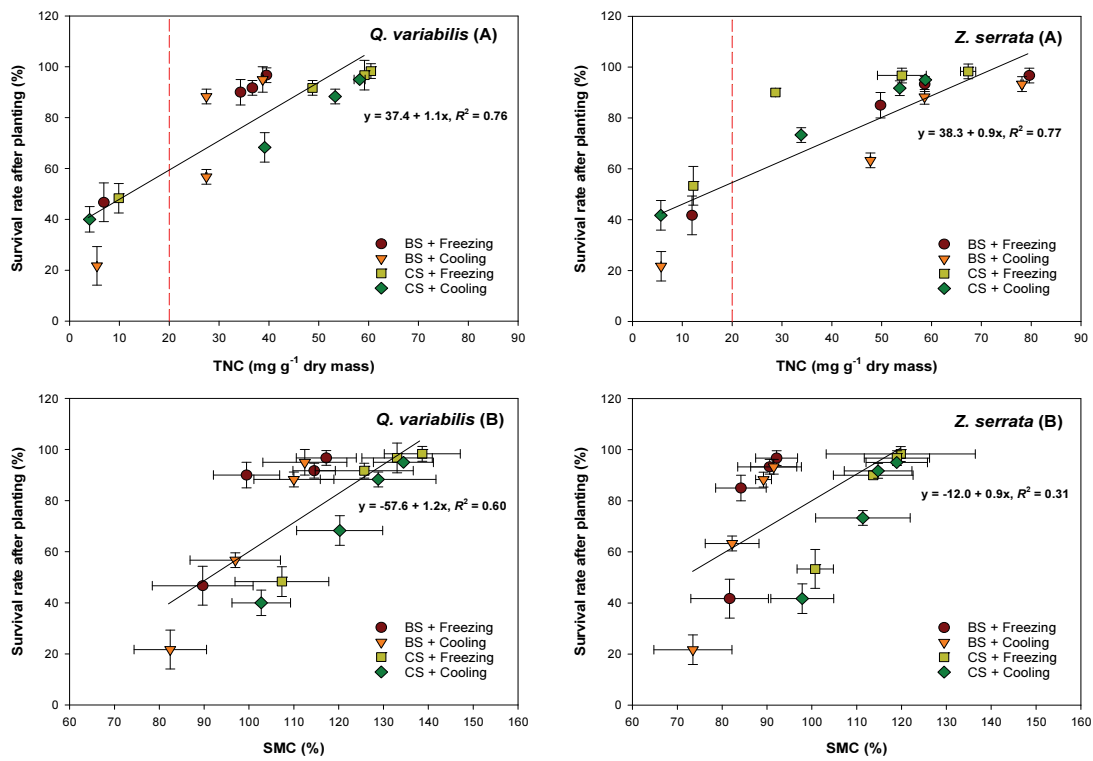 Q. variabilis (A)
Survival rate after planting (%)
120
100
80
60
40
20
0
y = 37.4 + 1.1x, R² = 0.76
BS + Freezing
BS + Cooling
CS + Freezing
CS + Cooling
0 10 20 30 40 50 60 70 80 90
TNC (mg g⁻¹ dry mass)
Z. serrata (A)
Survival rate after planting (%)
120
100
80
60
40
20
0
y = 38.3 + 0.9x, R² = 0.77
BS + Freezing
BS + Cooling
CS + Freezing
CS + Cooling
0 10 20 30 40 50 60 70 80 90
TNC (mg g⁻¹ dry mass)
Q. variabilis (B)
Survival rate after planting (%)
120
100
80
60
40
20
0
y = -57.6 + 1.2x, R² = 0.60
BS + Freezing
BS + Cooling
CS + Freezing
CS + Cooling
60 70 80 90 100 110 120 130 140 150 160
SMC (%)
Z. serrata (B)
Survival rate after planting (%)
120
100
80
60
40
20
0
y = -12.0 + 0.9x, R² = 0.31
BS + Freezing
BS + Cooling
CS + Freezing
CS + Cooling
60 70 80 90 100 110 120 130 140 150 160
SMC (%)